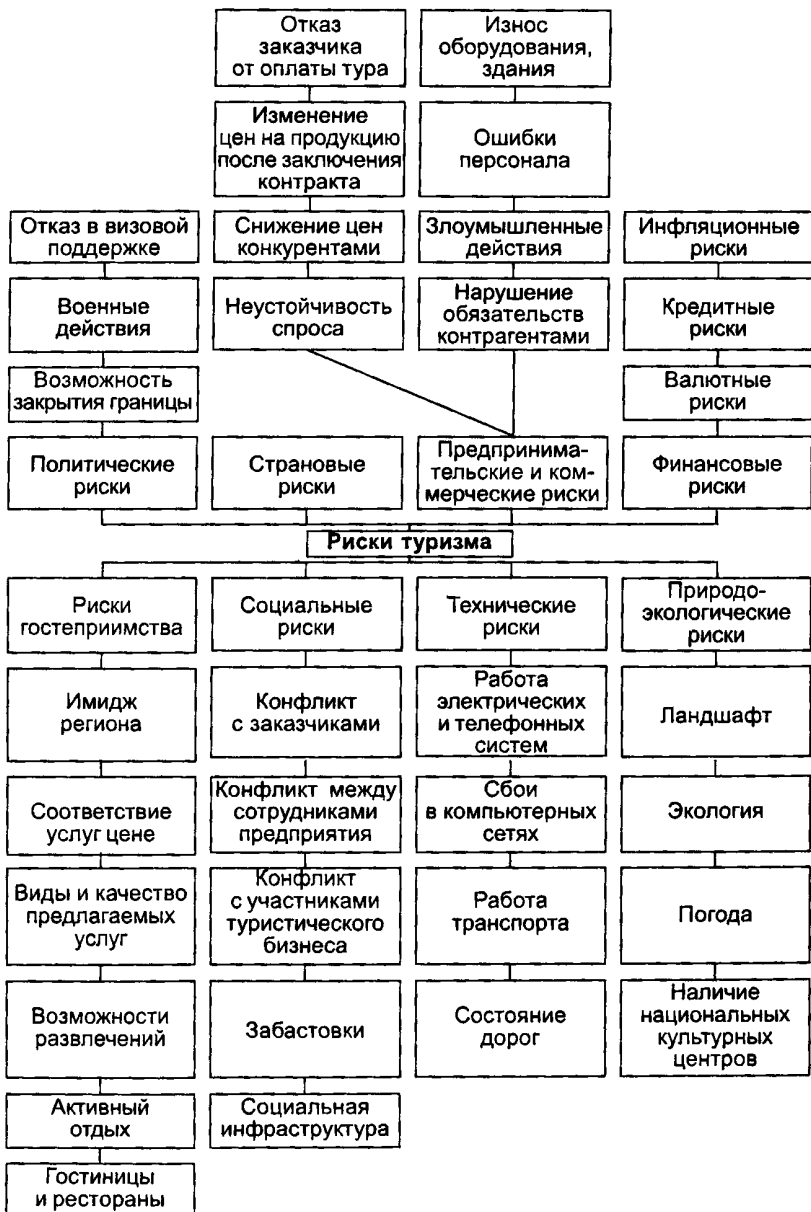 Отказ
заказчика
от оплаты тура
Износ
оборудования,
здания
Изменение
цен на продукцию
после заключения
контракта
Ошибки
персонала
Отказ в визовой
поддержке
Снижение цен
конкурентами
Злоумышленные
действия
Инфляционные
риски
Военные
действия
Неустойчивость
спроса
Нарушение
обязательств
контрагентами
Кредитные
риски
Возможность
закрытия границы
Валютные
риски
Политические
риски
Страновые
риски
Предпринима-
тельские и ком-
мерческие риски
Финансовые
риски
Риски туризма
Риски
гостеприимства
Социальные
риски
Технические
риски
Природо-
экологические
риски
Имидж
региона
Конфликт
с заказчиками
Работа
электрических
и телефонных
систем
Ландшафт
Соответствие
услуг цене
Конфликт между
сотрудниками
предприятия
Сбои
в компьютерных
сетях
Экология
Виды и качество
предлагаемых
услуг
Конфликт
с участниками
туристического
бизнеса
Работа
транспорта
Погода
Возможности
развлечений
Забастовки
Состояние
дорог
Наличие
национальных
культурных
центров
Активный
отдых
Социальная
инфраструктура
Гостиницы
и рестораны